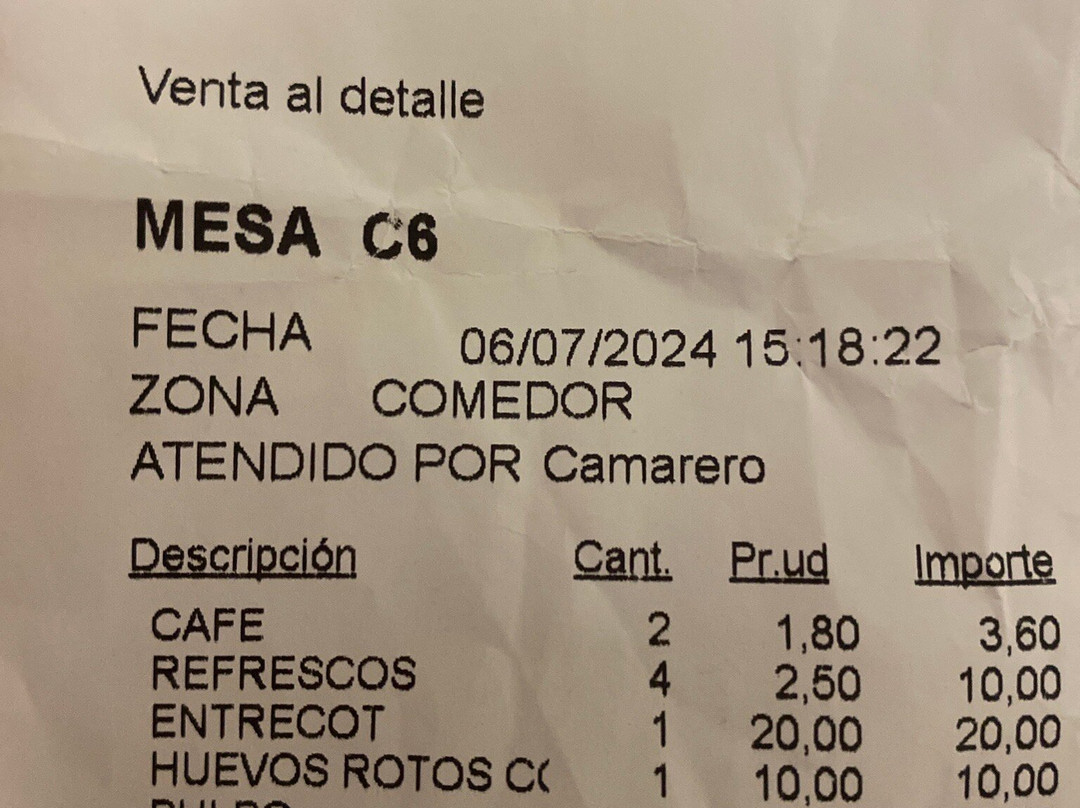 Venta al detalle
MESA C6
FECHA 06/07/2024 15:18:22
ZONA COMEDOR
ATENDIDO POR Camarero
Descripción Cant. Pr.ud Importe
CAFE 2 1,80 3,60
REFRESCOS 4 2,50 10,00
ENTRECOT 1 20,00 20,00
HUEVOS ROTOS 1 10,00 10,00